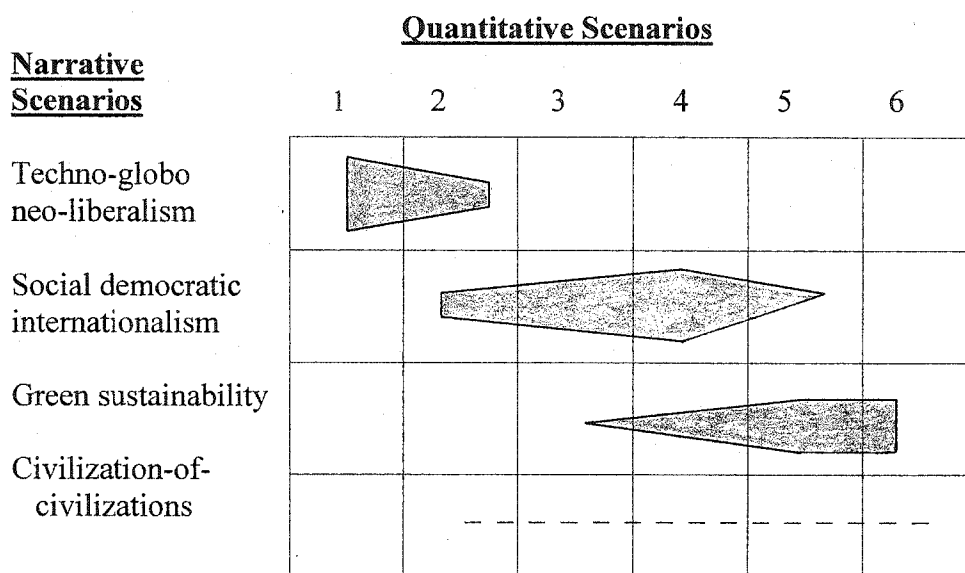 Quantitative Scenarios
Narrative
Scenarios
1 2 3 4 5 6
Techno-globo
neo-liberalism
Social democratic
internationalism
Green sustainability
Civilization-of-
civilizations